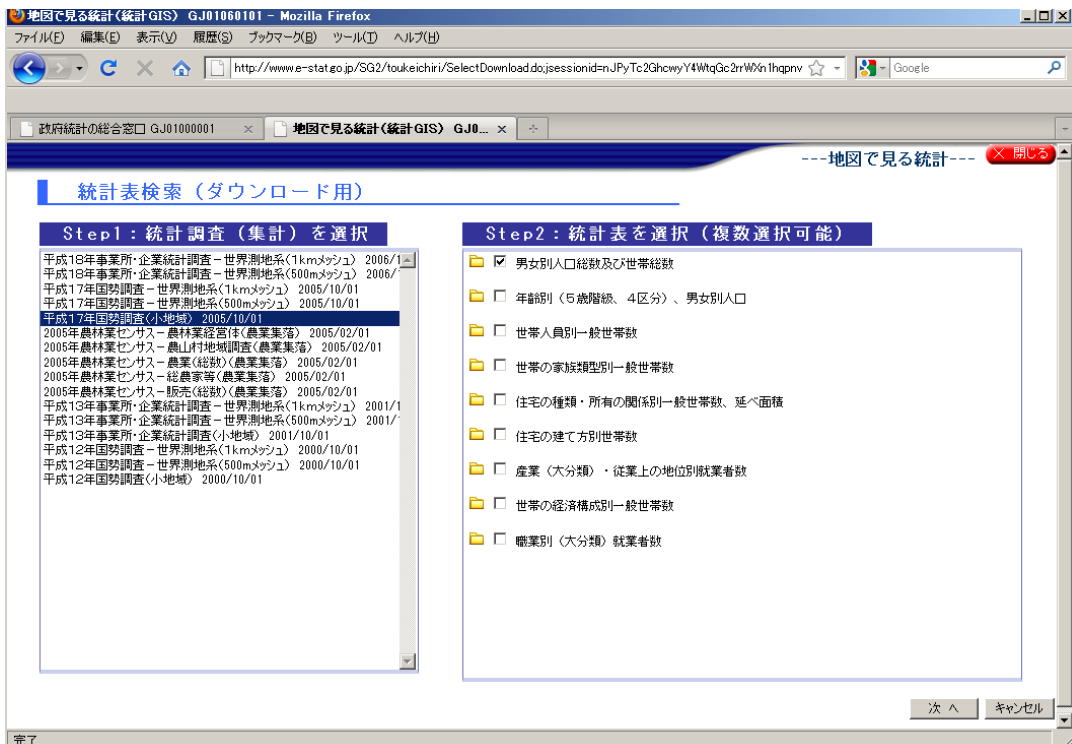 地図で見る統計(統計GIS) GJ01060101 - Mozilla Firefox
ファイル(F) 編集(E) 表示(V) 履歴(S) ブックマーク(B) ツール(T) ヘルプ(H)
http://www.e-stat.go.jp/SG2/toukeichiri/SelectDownload.do;jsessionid=nJPyTc2GhcwyY4WtqGc2rrWXn1hqpnv
Google
政府統計の総合窓口 GJ01000001
地図で見る統計(統計GIS) GJ0...
---地図で見る統計---
× 閉じる
統計表検索(ダウンロード用)
Step1:統計調査(集計)を選択
平成18年事業所・企業統計調査-世界測地系(1kmメッシュ) 2006/1
平成18年事業所・企業統計調査-世界測地系(500mメッシュ) 2006/
平成17年国勢調査-世界測地系(1kmメッシュ) 2005/10/01
平成17年国勢調査-世界測地系(500mメッシュ) 2005/10/01
平成17年国勢調査(小地域) 2005/10/01
2005年農林業センサス-農林業経営体(農業集落) 2005/02/01
2005年農林業センサス-農山村地域調査(農業集落) 2005/02/01
2005年農林業センサス-農業(総数)(農業集落) 2005/02/01
2005年農林業センサス-総農家等(農業集落) 2005/02/01
2005年農林業センサス-販売(総数)(農業集落) 2005/02/01
平成13年事業所・企業統計調査-世界測地系(1kmメッシュ) 2001/1
平成13年事業所・企業統計調査-世界測地系(500mメッシュ) 2001/
平成13年事業所・企業統計調査(小地域) 2001/10/01
平成12年国勢調査-世界測地系(1kmメッシュ) 2000/10/01
平成12年国勢調査-世界測地系(500mメッシュ) 2000/10/01
平成12年国勢調査(小地域) 2000/10/01
Step2:統計表を選択(複数選択可能)
男女別人口総数及び世帯総数
年齢別(5歳階級、4区分)、男女別人口
世帯人員別一般世帯数
世帯の家族類型別一般世帯数
住宅の種類・所有の関係別一般世帯数、延べ面積
住宅の建て方別世帯数
産業(大分類)・従業上の地位別就業者数
世帯の経済構成別一般世帯数
職業別(大分類)就業者数
次 へ
キャンセル
完了